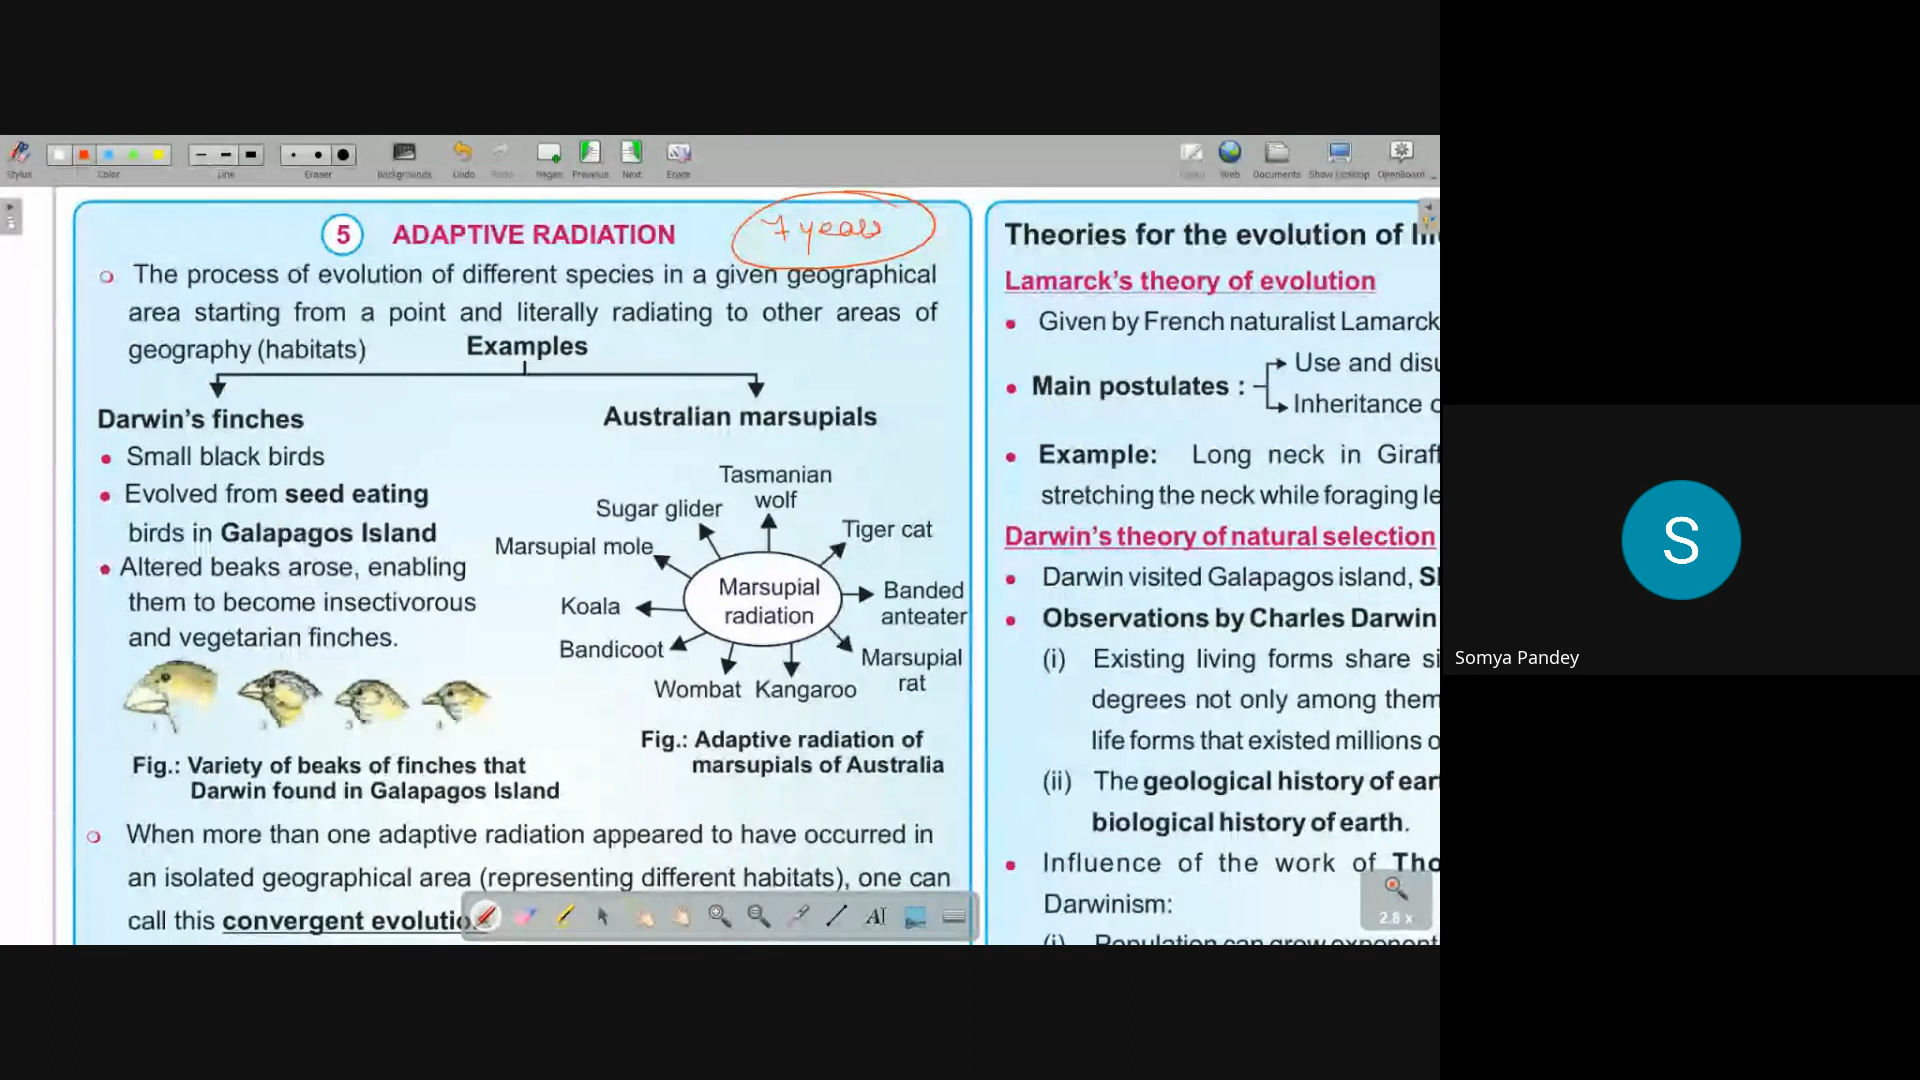 Stylus
Color
Line
Eraser
Backgrounds
Undo
Redo
Pages
Previous
Next
Erase
Web
Documents
Show Desktop
OpenBoard
5 ADAPTIVE RADIATION
7 years
The process of evolution of different species in a given geographical
area starting from a point and literally radiating to other areas of
geography (habitats)
Examples
Darwin's finches
Small black birds
Evolved from seed eating
birds in Galapagos Island
Altered beaks arose, enabling
them to become insectivorous
and vegetarian finches.
Fig.: Variety of beaks of finches that
Darwin found in Galapagos Island
Australian marsupials
Tasmanian
wolf
Sugar glider
Tiger cat
Marsupial mole
Marsupial
radiation
Banded
anteater
Koala
Bandicoot
Marsupial
rat
Wombat
Kangaroo
Fig.: Adaptive radiation of
marsupials of Australia
When more than one adaptive radiation appeared to have occurred in
an isolated geographical area (representing different habitats), one can
call this convergent evolutio
Theories for the evolution of
Lamarck's theory of evolution
Given by French naturalist Lamarck
Main postulates :
Use and disu
Inheritance o
Example: Long neck in Giraff
stretching the neck while foraging le
Darwin's theory of natural selection
Darwin visited Galapagos island,
Observations by Charles Darwin
(i) Existing living forms share si
degrees not only among them
life forms that existed millions o
(ii) The geological history of ear
biological history of earth.
Influence of the work of Tho
Darwinism:
(i) Population can grow exponent
2.8 x
S
Somya Pandey